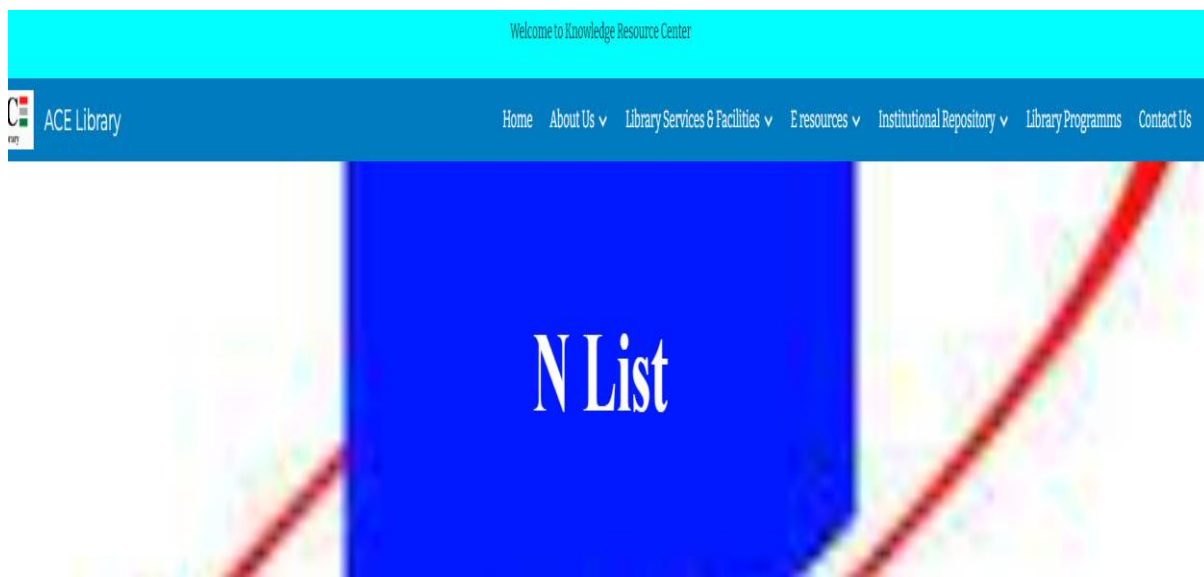 Welcome to Knowledge Resource Center
ACE Library
Home About Us Library Services & Facilities E resources Institutional Repository Library Programms Contact Us
N List